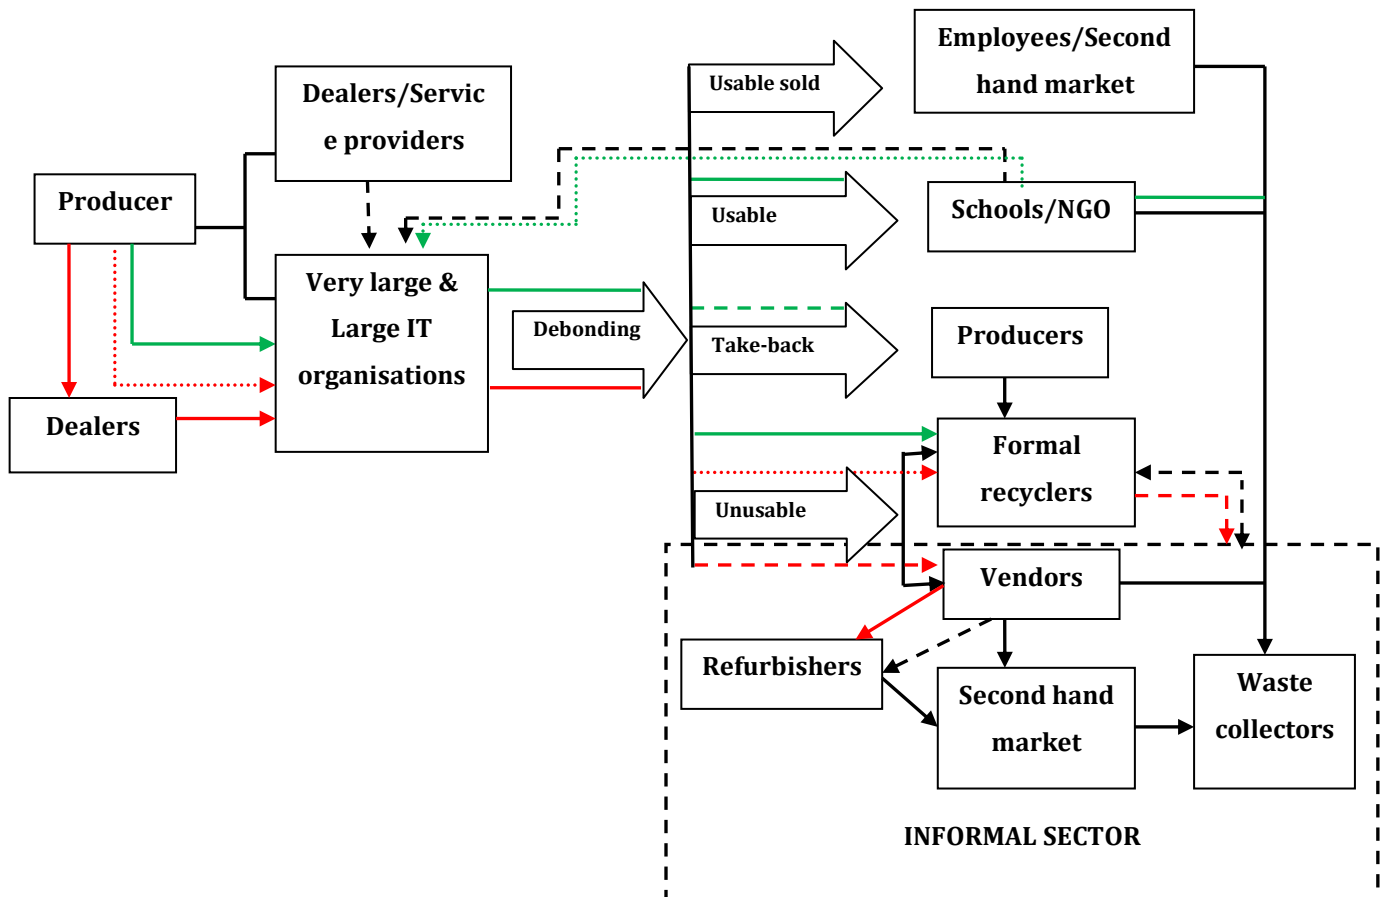 Employees/Second
hand market
Usable sold
Dealers/Servic
e providers
Producer
Schools/NGO
Usable
Very large &
Large IT
organisations
Debonding
Take-back
Producers
Dealers
Formal
recyclers
Unusable
Vendors
Refurbishers
Second hand
market
Waste
collectors
INFORMAL SECTOR